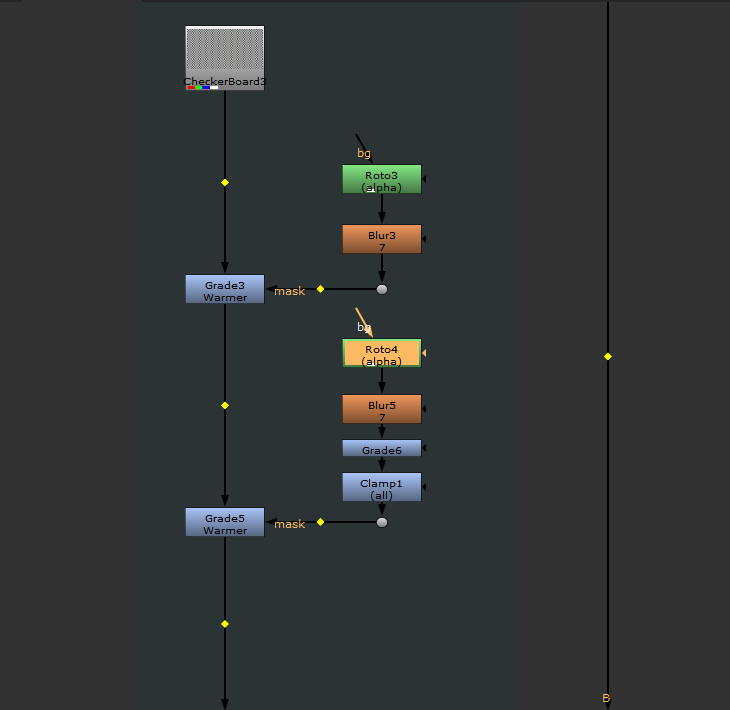 CheckerBoard3
bg
Roto3
(alpha)
Blur3
7
Grade3
Warmer
mask
bg
Roto4
(alpha)
Blur5
7
Grade6
Clamp1
(all)
Grade5
Warmer
mask
B